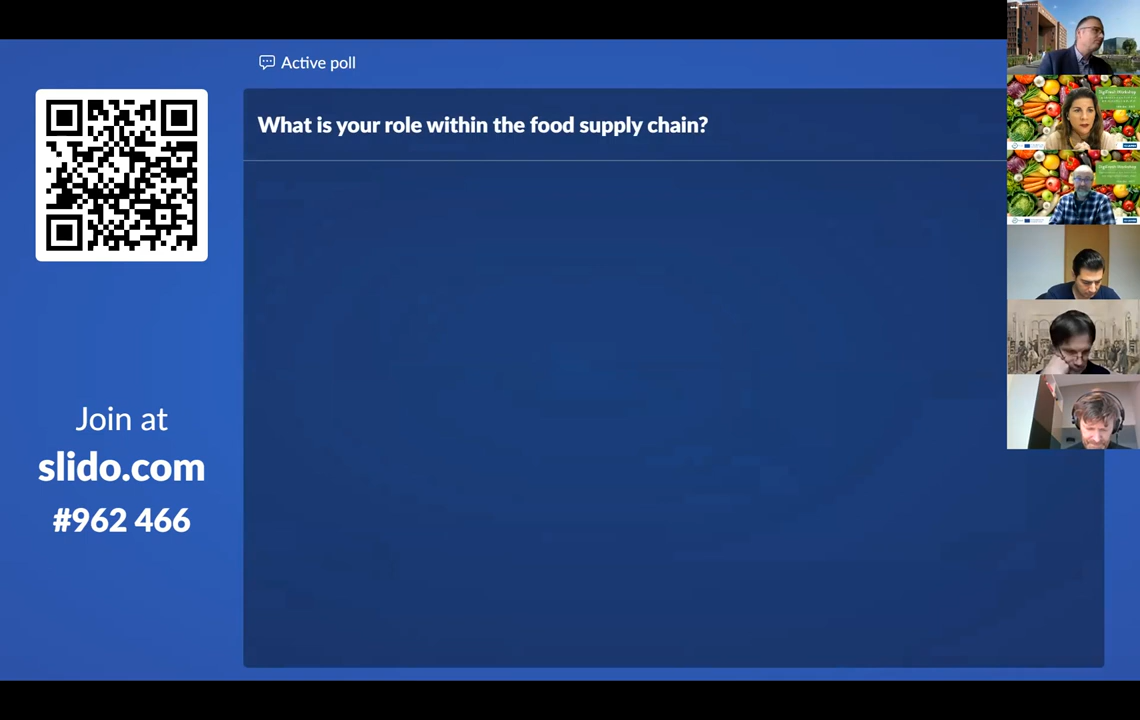 Active poll
What is your role within the food supply chain?
Join at
slido.com
#962 466